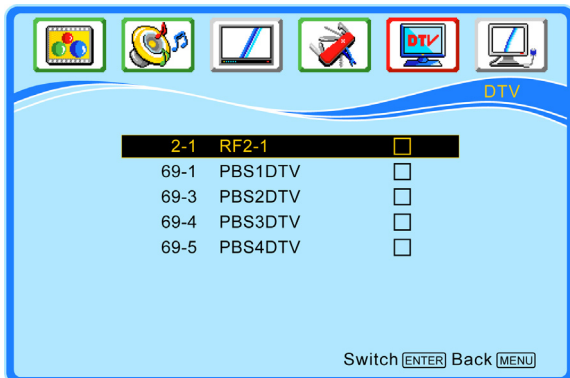 DTV
DTV
2-1 RF2-1
69-1 PBS1DTV
69-3 PBS2DTV
69-4 PBS3DTV
69-5 PBS4DTV
Switch ENTER Back MENU